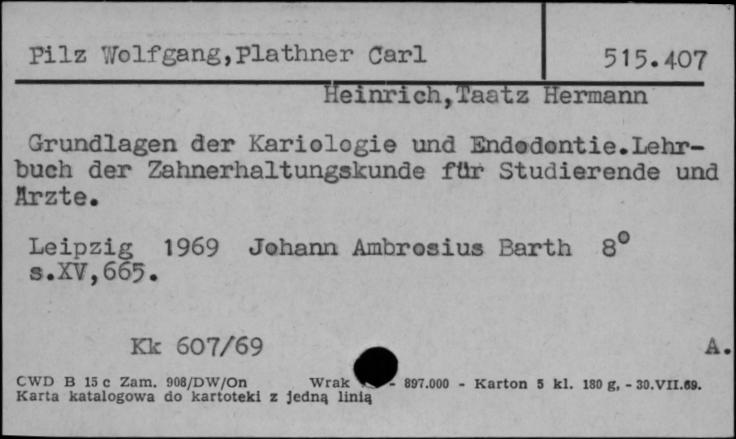 Pilz Wolfgang,Plathner Carl 515.407
Heinrich,Taatz Hermann
Grundlagen der Kariologie und Endodontie.Lehr-
buch der Zahnerhaltungskunde für Studierende und
Ärzte.
Leipzig 1969 Johann Ambrosius Barth 8°
s.XV,665.
Kk 607/69 A.
CWD B 15 c Zam. 908/DW/On Wrak - 897.000 - Karton 5 kl. 180 g, - 30.VII.69.
Karta katalogowa do kartoteki z jedną linią